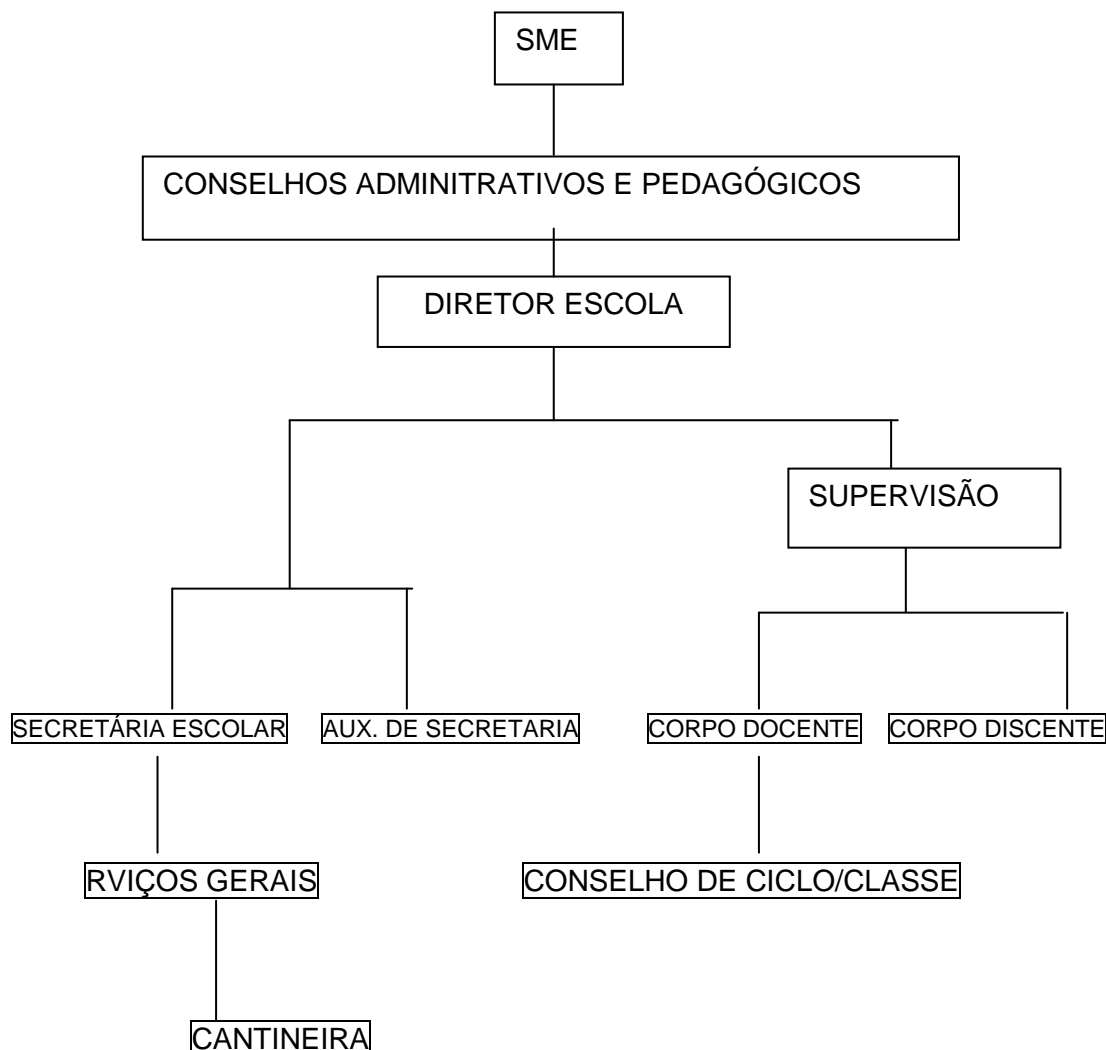 SME
CONSELHOS ADMINITRATIVOS E PEDAGÓGICOS
DIRETOR ESCOLA
SUPERVISÃO
SECRETÁRIA ESCOLAR
AUX. DE SECRETARIA
CORPO DOCENTE
CORPO DISCENTE
RVIÇOS GERAIS
CONSELHO DE CICLO/CLASSE
CANTINEIRA